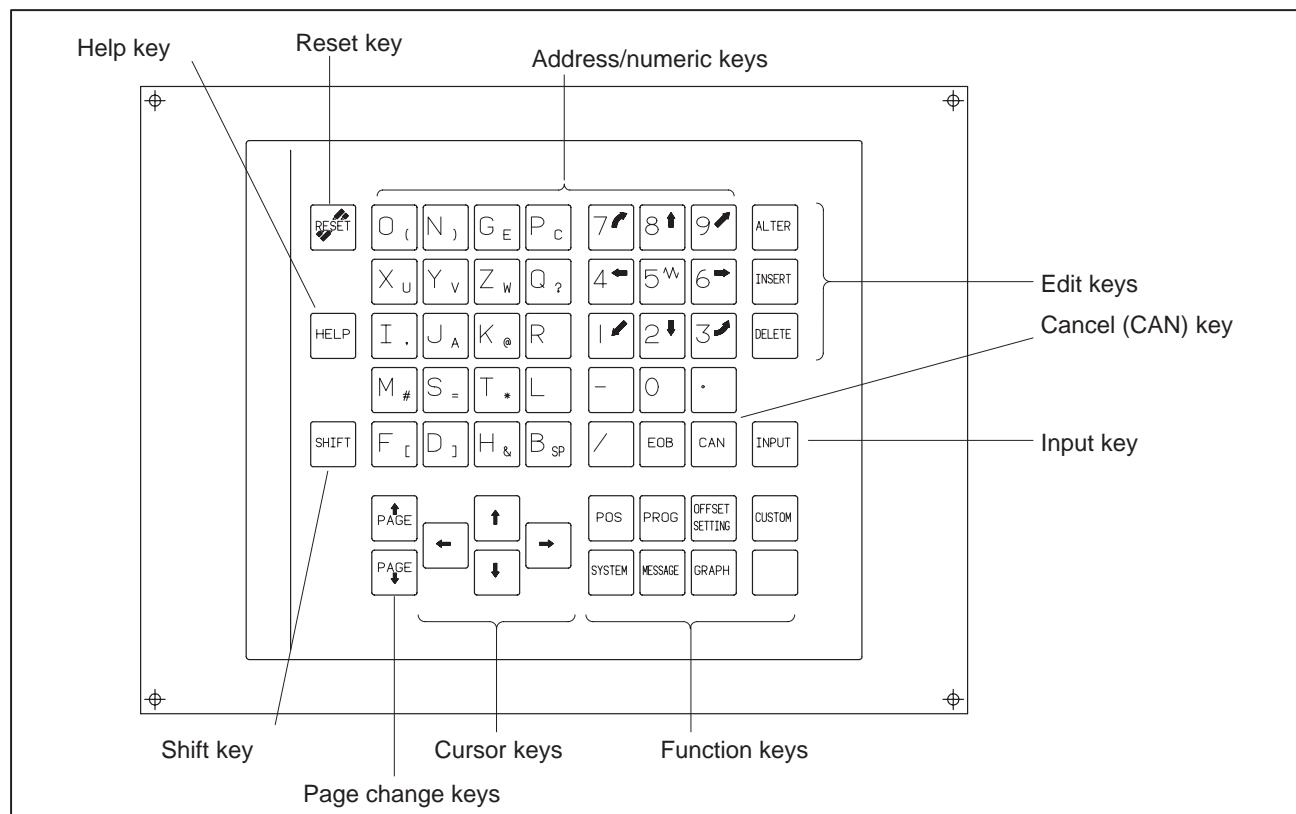 Help key
Reset key
Address/numeric keys
RESET O ( N ) G E P C 7 8 9 ALTER
X U Y V Z W Q ? 4 5 6 INSERT
Edit keys
HELP I , J A K @ R 1 2 3 DELETE
Cancel (CAN) key
M # S = T * L - 0 .
SHIFT F [ D ] H & B SP / EOB CAN INPUT
Input key
PAGE POS PROG OFFSET SETTING CUSTOM
PAGE SYSTEM MESSAGE GRAPH
Shift key
Cursor keys
Function keys
Page change keys